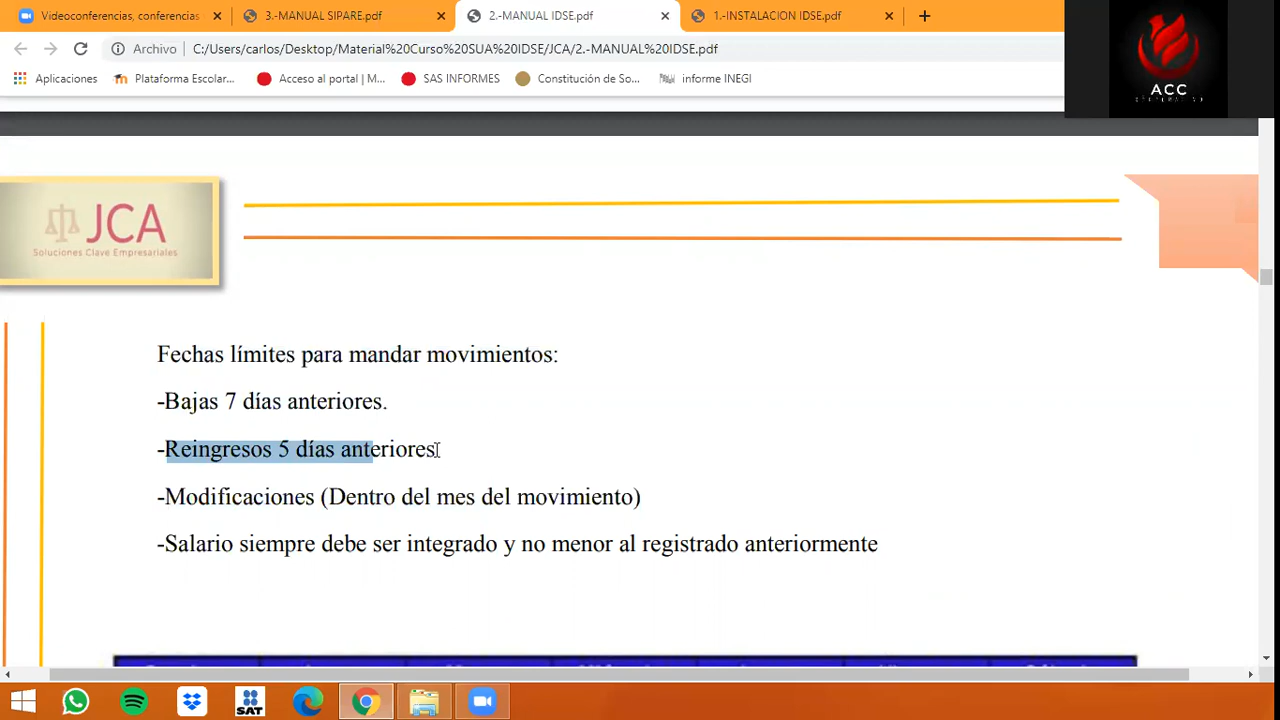 Videoconferencias, conferencias
3.-MANUAL SIPARE.pdf
2.-MANUAL IDSE.pdf
1.-INSTALACION IDSE.pdf
Archivo
C:/Users/carlos/Desktop/Material%20Curso%20SUA%20IDSE/JCA/2.-MANUAL%20IDSE.pdf
Aplicaciones
Plataforma Escolar...
Acceso al portal | M...
SAS INFORMES
Constitución de So...
informe INEGI
ACC
JCA
Soluciones Clave Empresariales
Fechas límites para mandar movimientos:
-Bajas 7 días anteriores.
-Reingresos 5 días anteriores
-Modificaciones (Dentro del mes del movimiento)
-Salario siempre debe ser integrado y no menor al registrado anteriormente
SAT